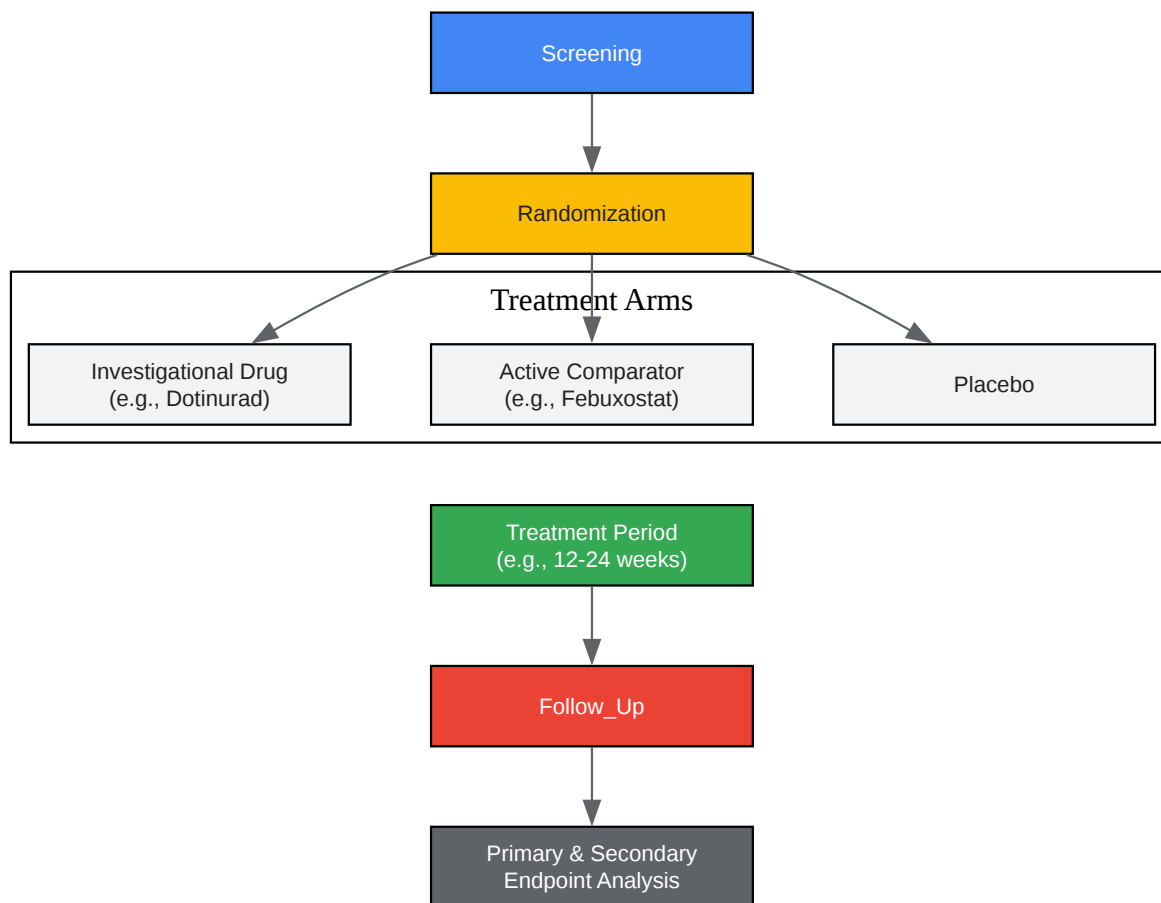 Screening
Randomization
Treatment Arms
Investigational Drug
(e.g., Dotinurad)
Active Comparator
(e.g., Febuxostat)
Placebo
Treatment Period
(e.g., 12-24 weeks)
Follow_Up
Primary & Secondary
Endpoint Analysis